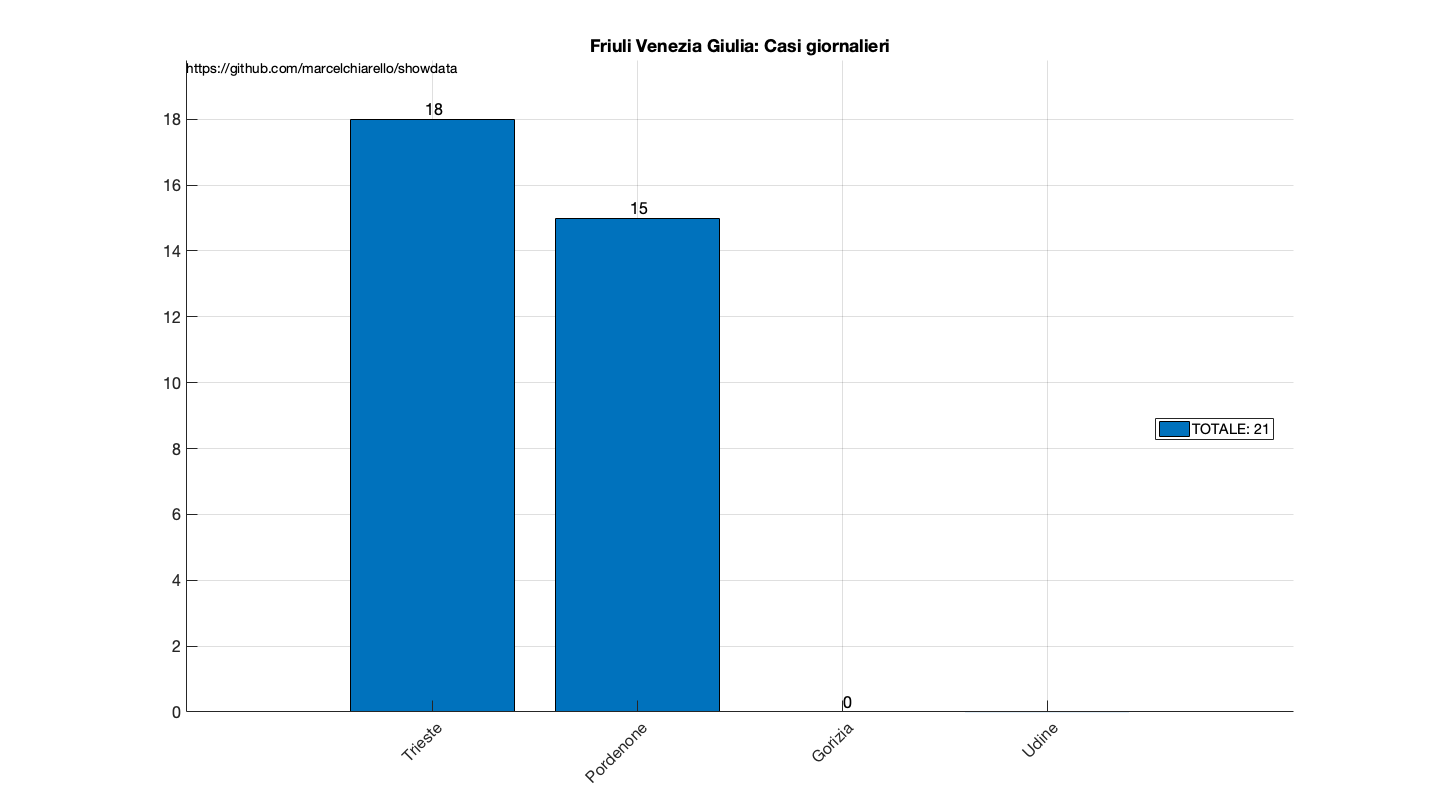 Friuli Venezia Giulia: Casi giornalieri
https://github.com/marcelchiarello/showdata
18
18
16
15
14
12
10
TOTALE: 21
8
6
4
2
0
0
Trieste
Pordenone
Gorizia
Udine